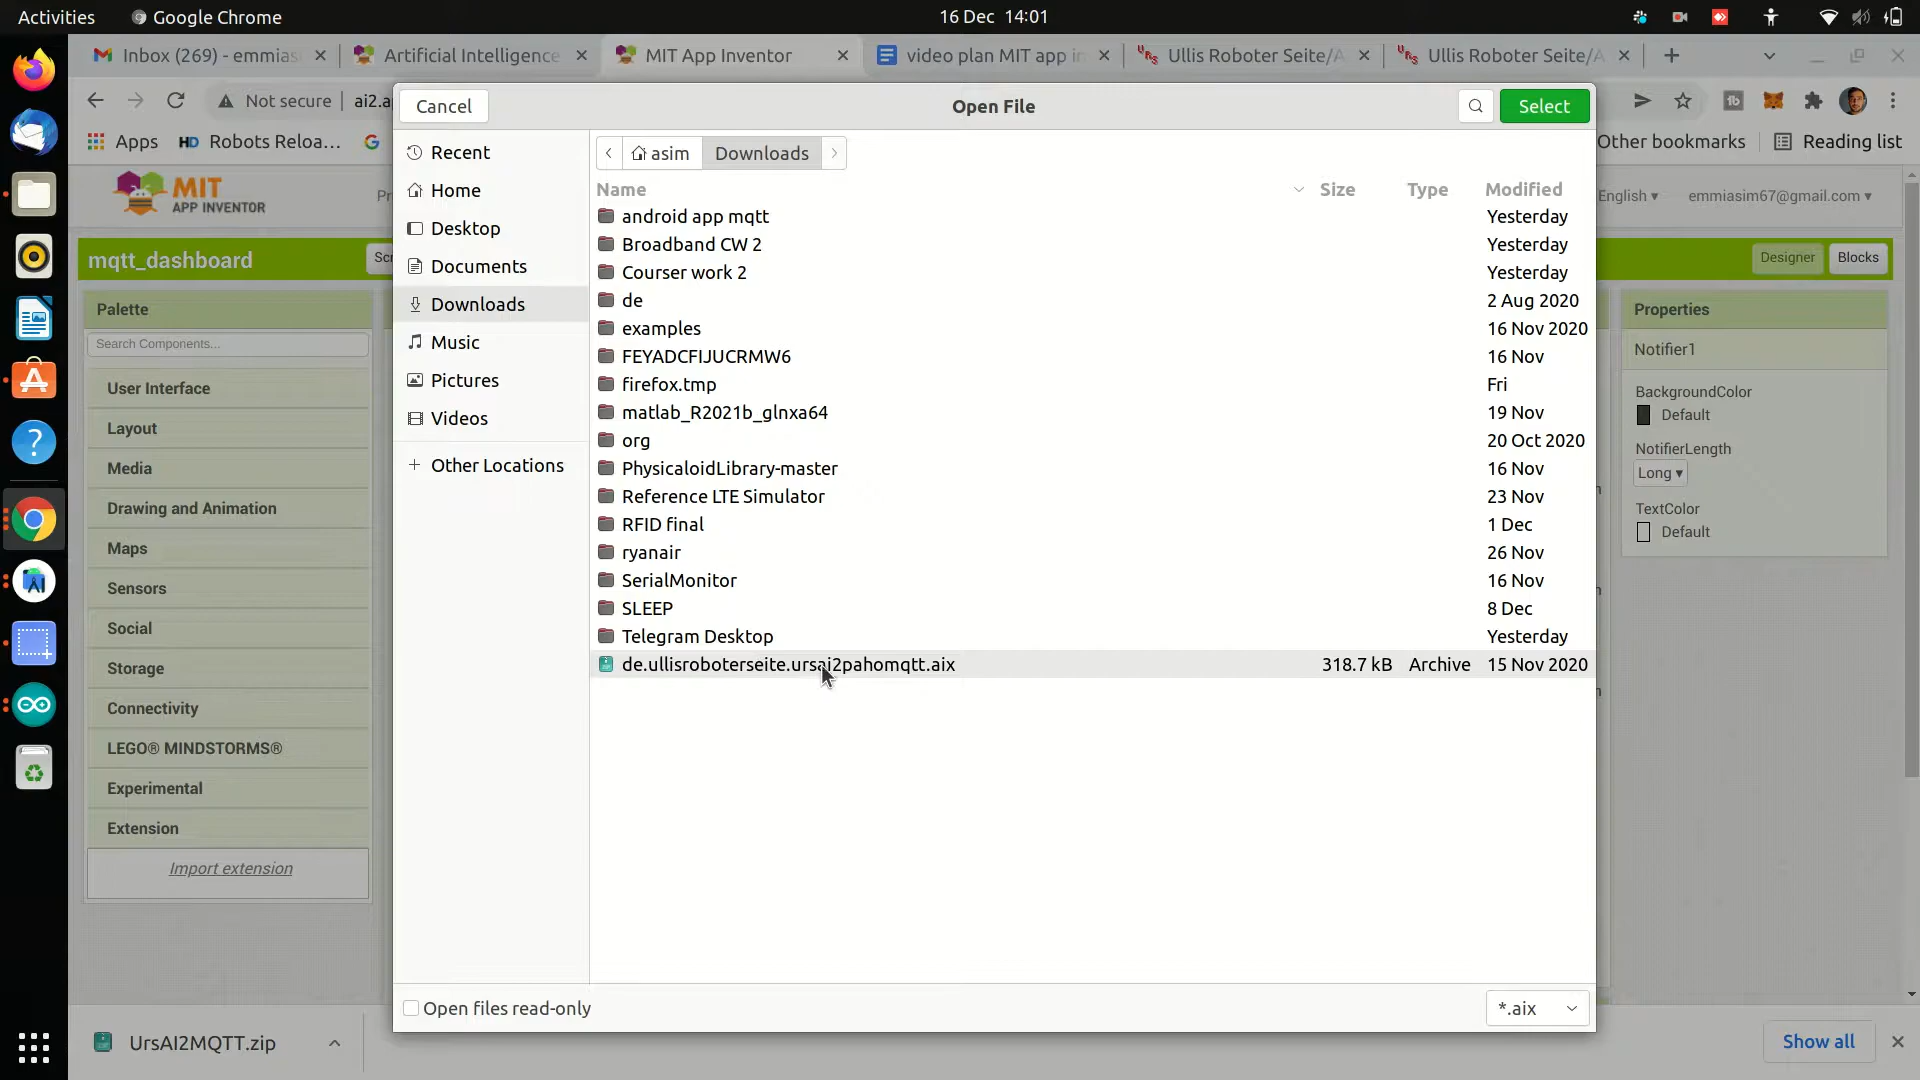 Activities
Google Chrome
16 Dec 14:01
Inbox (269) - emmias
Artificial Intelligence
MIT App Inventor
video plan MIT app i
Ullis Roboter Seite/A
Ullis Roboter Seite/A
Not secure
ai2.a
Cancel
Open File
Select
Apps
HD Robots Reloa...
Other bookmarks
Reading list
MIT
APP INVENTOR
Pr
English
emmiasim67@gmail.com
mqtt_dashboard
Scr
Designer
Blocks
Palette
Search Components...
User Interface
Layout
Media
Drawing and Animation
Maps
Sensors
Social
Storage
Connectivity
LEGO® MINDSTORMS®
Experimental
Extension
Import extension
Recent
Home
Desktop
Documents
Downloads
Music
Pictures
Videos
Other Locations
asim
Downloads
Name Size Type Modified
android app mqtt Yesterday
Broadband CW 2 Yesterday
Courser work 2 Yesterday
de 2 Aug 2020
examples 16 Nov 2020
FEYADCFIJUCRMW6 16 Nov
firefox.tmp Fri
matlab_R2021b_glnxa64 19 Nov
org 20 Oct 2020
PhysicaloidLibrary-master 16 Nov
Reference LTE Simulator 23 Nov
RFID final 1 Dec
ryanair 26 Nov
SerialMonitor 16 Nov
SLEEP 8 Dec
Telegram Desktop Yesterday
de.ullisroboterseite.ursai2pahomqtt.aix 318.7 kB Archive 15 Nov 2020
Open files read-only
*.aix
Properties
Notifier1
BackgroundColor
Default
NotifierLength
Long
TextColor
Default
UrsAI2MQTT.zip
Show all